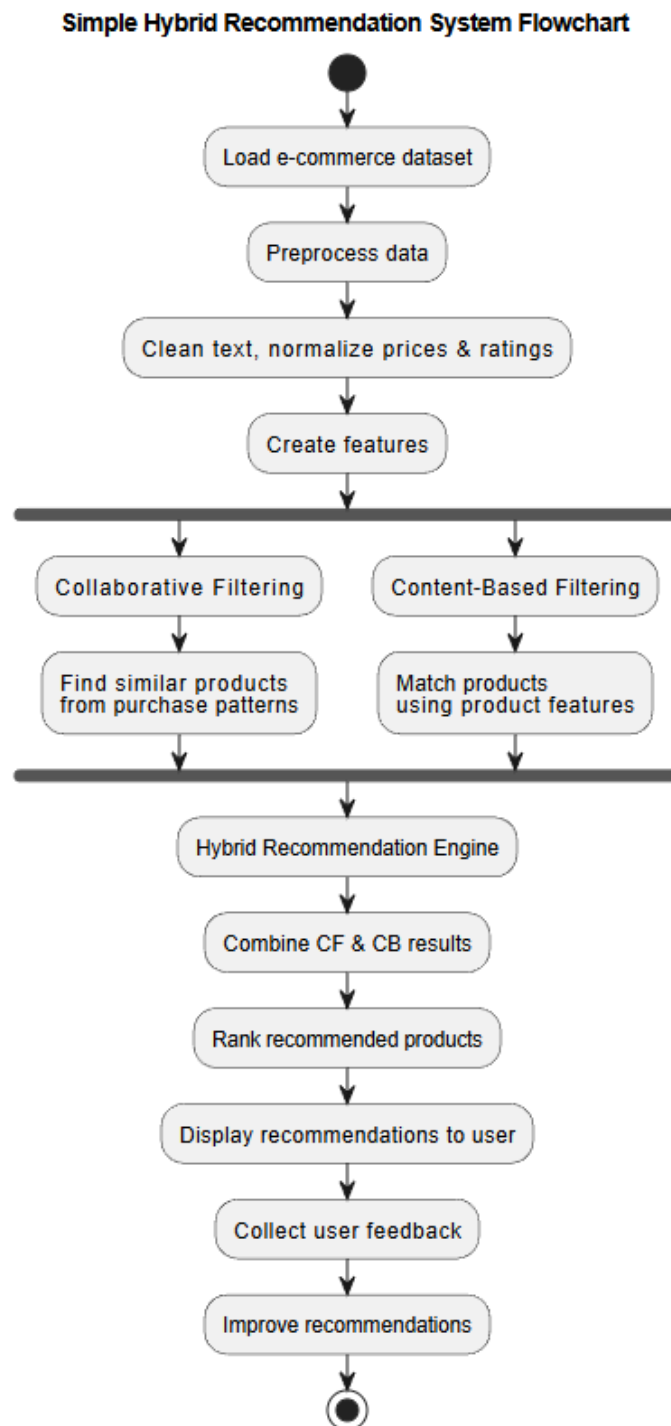 Simple Hybrid Recommendation System Flowchart
Load e-commerce dataset
Preprocess data
Clean text, normalize prices & ratings
Create features
Collaborative Filtering
Find similar products
from purchase patterns
Content-Based Filtering
Match products
using product features
Hybrid Recommendation Engine
Combine CF & CB results
Rank recommended products
Display recommendations to user
Collect user feedback
Improve recommendations